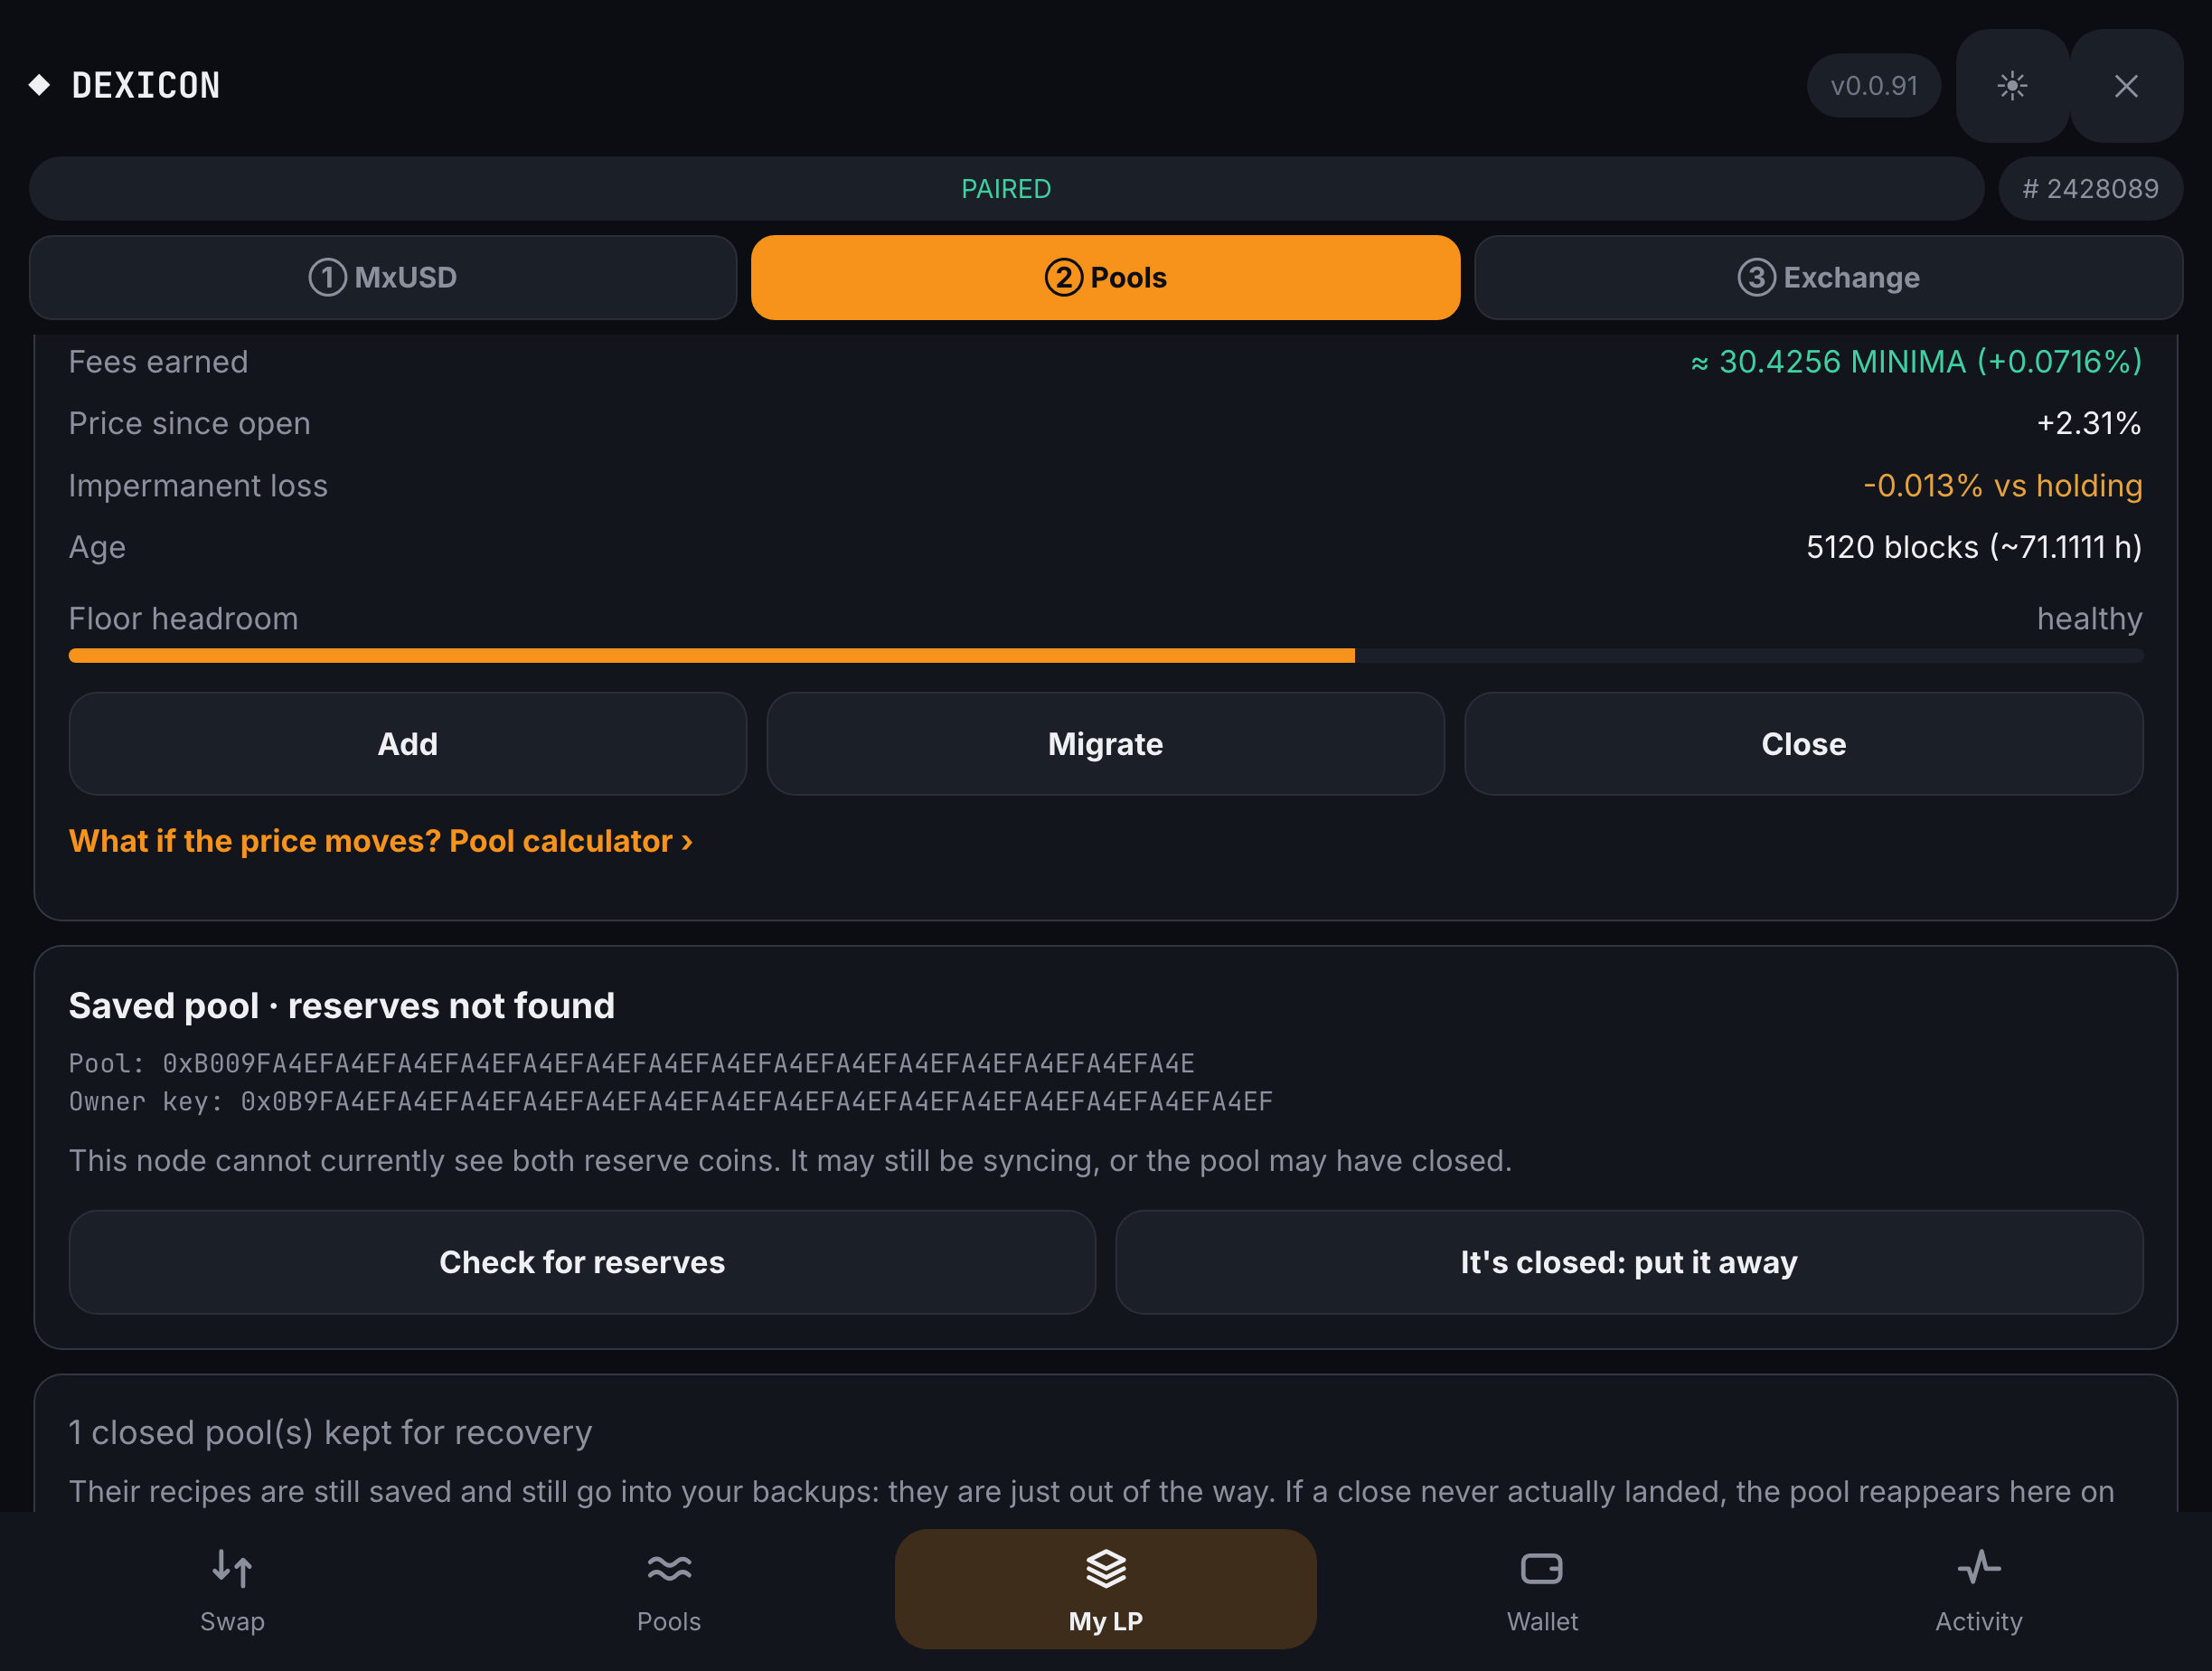 ◆ DEXICON
v0.0.91
PAIRED
# 2428089
① MxUSD
② Pools
③ Exchange
Fees earned
≈ 30.4256 MINIMA (+0.0716%)
Price since open
+2.31%
Impermanent loss
-0.013% vs holding
Age
5120 blocks (~71.1111 h)
Floor headroom
healthy
Add
Migrate
Close
What if the price moves? Pool calculator ›
Saved pool · reserves not found
Pool: 0xB009FA4EFA4EFA4EFA4EFA4EFA4EFA4EFA4EFA4EFA4EFA4EFA4EFA4EFA4EFA4E
Owner key: 0x0B9FA4EFA4EFA4EFA4EFA4EFA4EFA4EFA4EFA4EFA4EFA4EFA4EFA4EFA4EFA4EF
This node cannot currently see both reserve coins. It may still be syncing, or the pool may have closed.
Check for reserves
It's closed: put it away
1 closed pool(s) kept for recovery
Their recipes are still saved and still go into your backups: they are just out of the way. If a close never actually landed, the pool reappears here on
Swap
Pools
My LP
Wallet
Activity